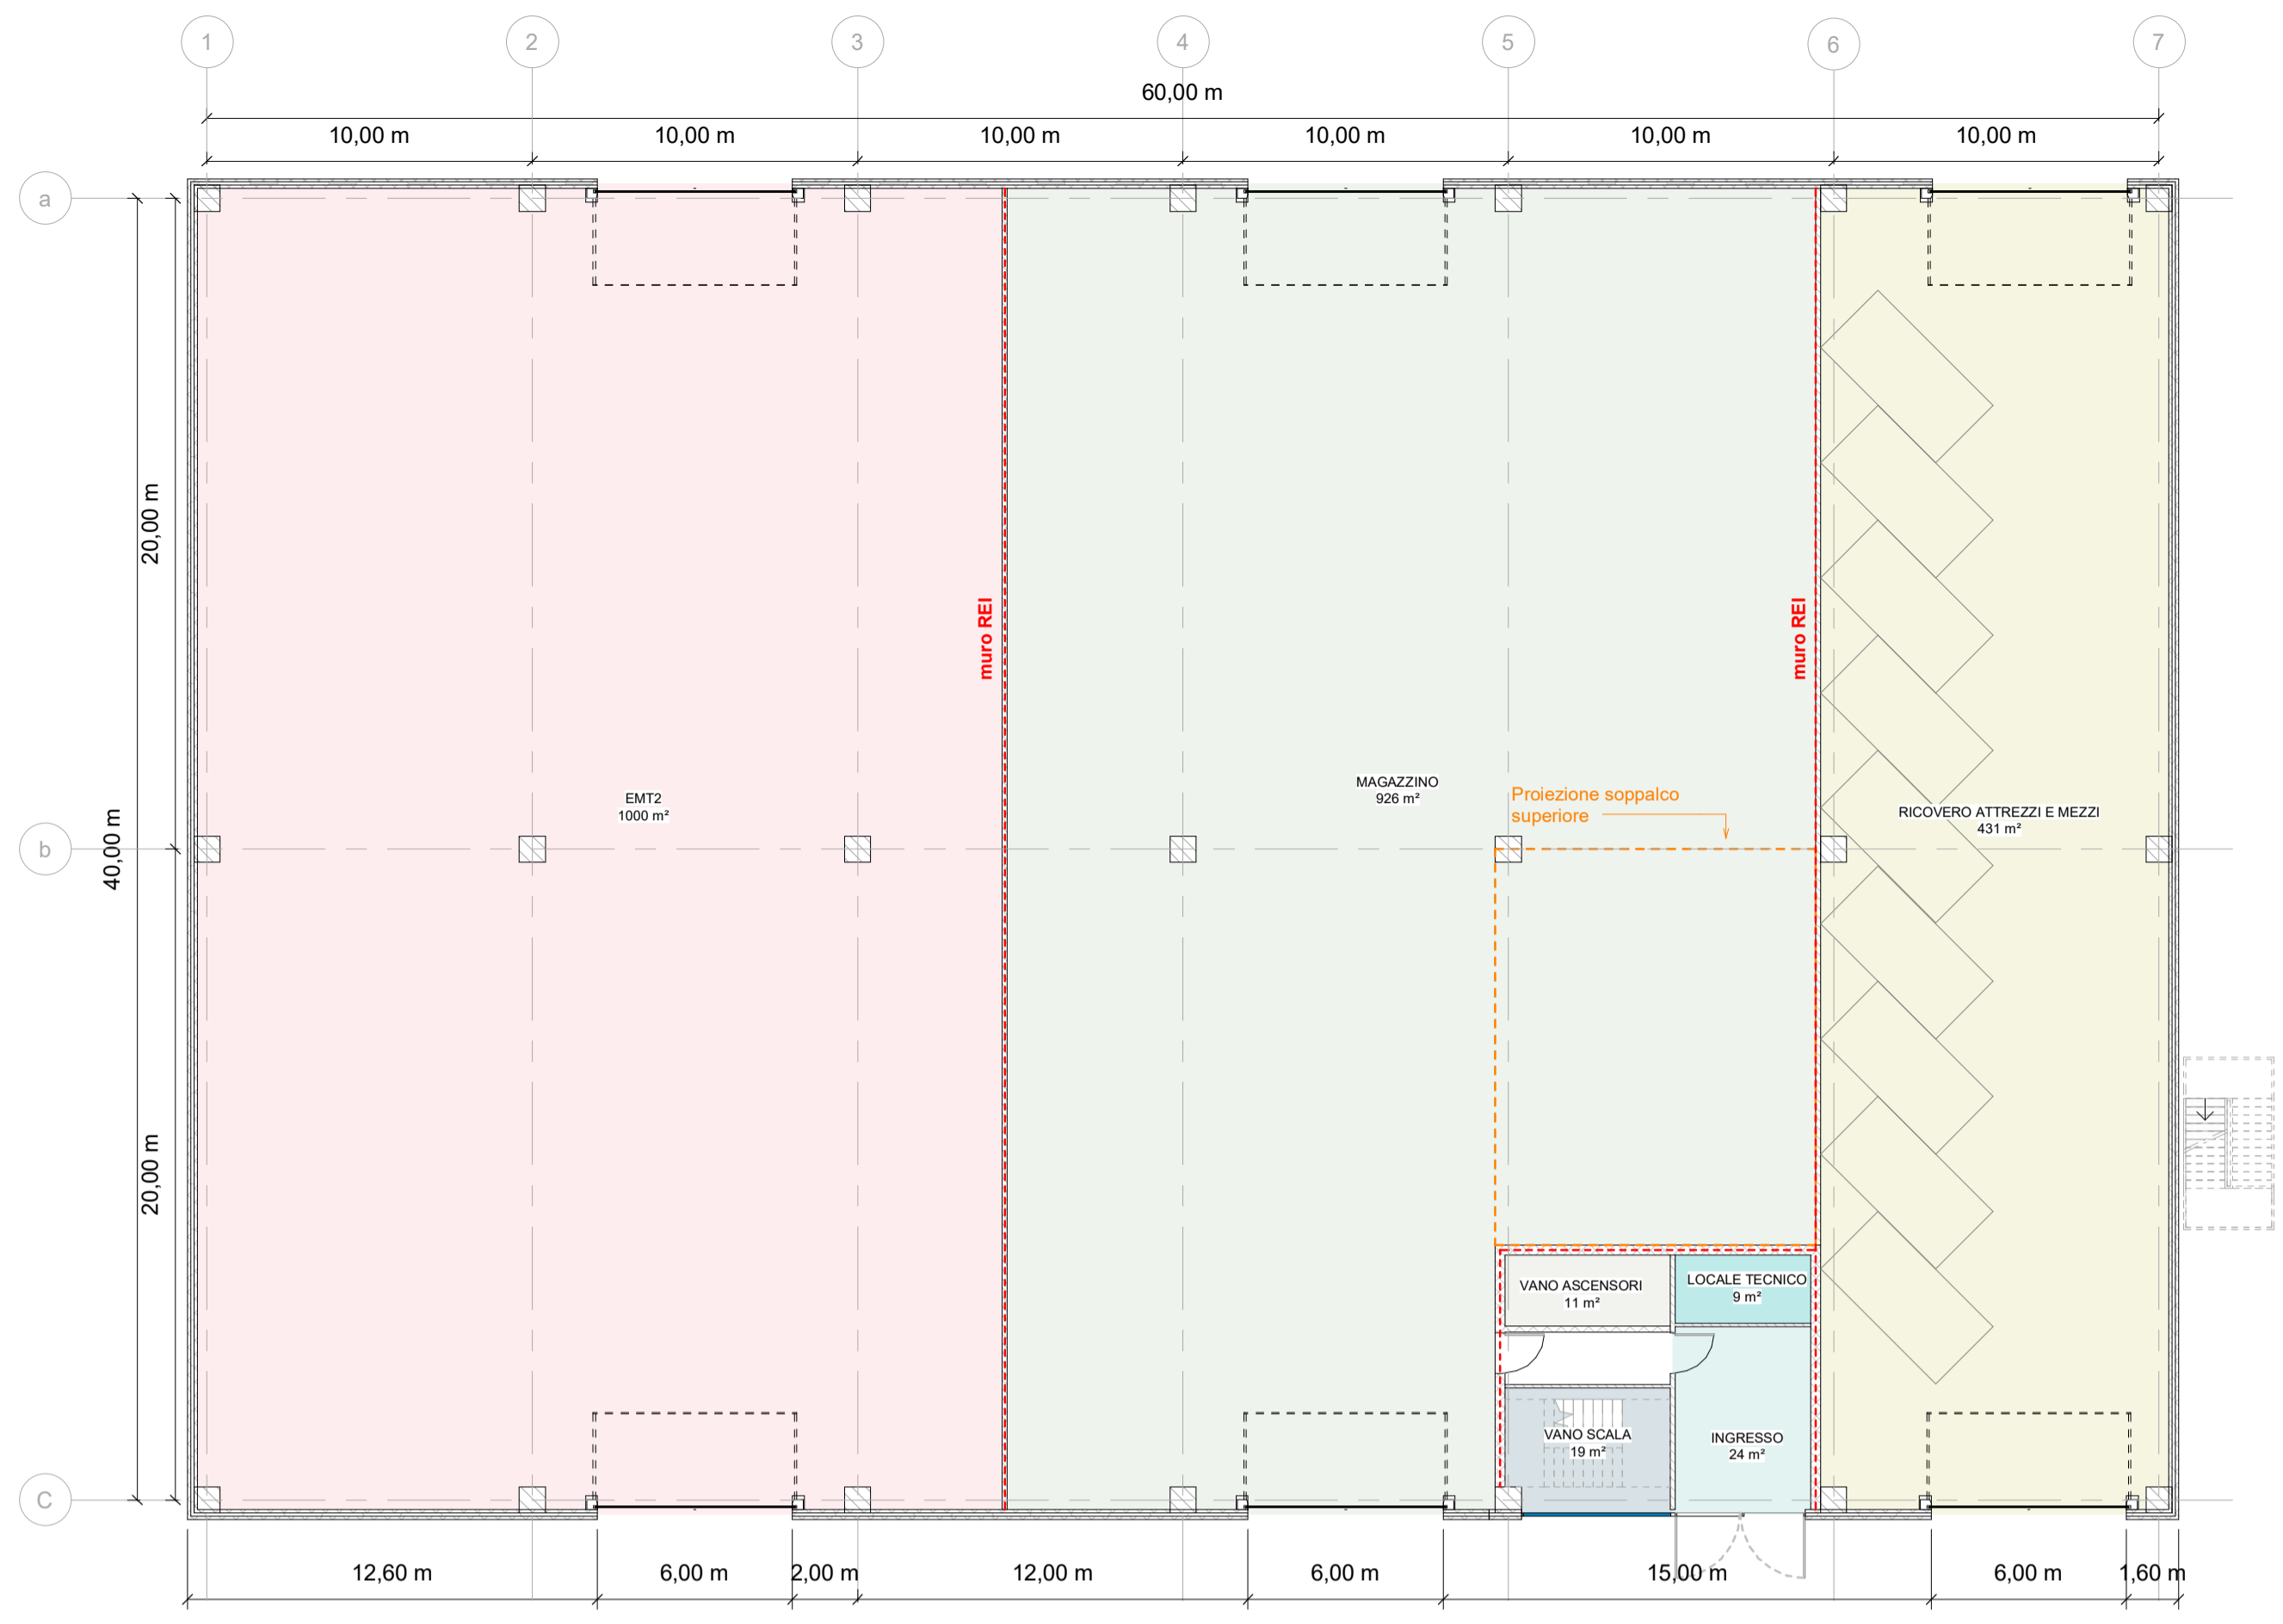 1 2 3 4 5 6 7
60,00 m
10,00 m 10,00 m 10,00 m 10,00 m 10,00 m 10,00 m
a
20,00 m
muro REI
muro REI
MAGAZZINO
926 m²
Proiezione soppalco
superiore
EMT2
1000 m²
RICOVERO ATTREZZI E MEZZI
431 m²
b
40,00 m
20,00 m
VANO ASCENSORI
11 m²
LOCALE TECNICO
9 m²
VANO SCALA
19 m²
INGRESSO
24 m²
C
12,60 m 6,00 m 2,00 m 12,00 m 6,00 m 15,00 m 6,00 m 1,60 m